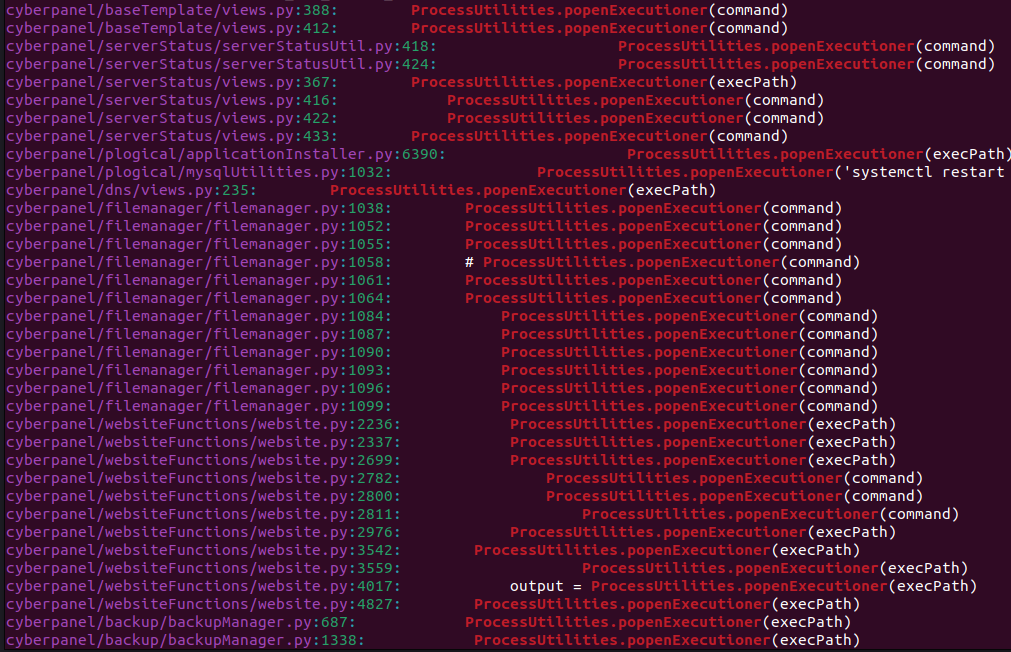 cyberpanel/baseTemplate/views.py:388: ProcessUtilities.popenExecutioner(command)
cyberpanel/baseTemplate/views.py:412: ProcessUtilities.popenExecutioner(command)
cyberpanel/serverStatus/serverStatusUtil.py:418: ProcessUtilities.popenExecutioner(command)
cyberpanel/serverStatus/serverStatusUtil.py:424: ProcessUtilities.popenExecutioner(command)
cyberpanel/serverStatus/views.py:367: ProcessUtilities.popenExecutioner(execPath)
cyberpanel/serverStatus/views.py:416: ProcessUtilities.popenExecutioner(command)
cyberpanel/serverStatus/views.py:422: ProcessUtilities.popenExecutioner(command)
cyberpanel/serverStatus/views.py:433: ProcessUtilities.popenExecutioner(command)
cyberpanel/plogical/applicationInstaller.py:6390: ProcessUtilities.popenExecutioner(execPath)
cyberpanel/plogical/mysqlUtilities.py:1032: ProcessUtilities.popenExecutioner('systemctl restart
cyberpanel/dns/views.py:235: ProcessUtilities.popenExecutioner(execPath)
cyberpanel/filemanager/filemanager.py:1038: ProcessUtilities.popenExecutioner(command)
cyberpanel/filemanager/filemanager.py:1052: ProcessUtilities.popenExecutioner(command)
cyberpanel/filemanager/filemanager.py:1055: ProcessUtilities.popenExecutioner(command)
cyberpanel/filemanager/filemanager.py:1058: # ProcessUtilities.popenExecutioner(command)
cyberpanel/filemanager/filemanager.py:1061: ProcessUtilities.popenExecutioner(command)
cyberpanel/filemanager/filemanager.py:1064: ProcessUtilities.popenExecutioner(command)
cyberpanel/filemanager/filemanager.py:1084: ProcessUtilities.popenExecutioner(command)
cyberpanel/filemanager/filemanager.py:1087: ProcessUtilities.popenExecutioner(command)
cyberpanel/filemanager/filemanager.py:1090: ProcessUtilities.popenExecutioner(command)
cyberpanel/filemanager/filemanager.py:1093: ProcessUtilities.popenExecutioner(command)
cyberpanel/filemanager/filemanager.py:1096: ProcessUtilities.popenExecutioner(command)
cyberpanel/filemanager/filemanager.py:1099: ProcessUtilities.popenExecutioner(command)
cyberpanel/websiteFunctions/website.py:2236: ProcessUtilities.popenExecutioner(execPath)
cyberpanel/websiteFunctions/website.py:2337: ProcessUtilities.popenExecutioner(execPath)
cyberpanel/websiteFunctions/website.py:2699: ProcessUtilities.popenExecutioner(execPath)
cyberpanel/websiteFunctions/website.py:2782: ProcessUtilities.popenExecutioner(command)
cyberpanel/websiteFunctions/website.py:2800: ProcessUtilities.popenExecutioner(command)
cyberpanel/websiteFunctions/website.py:2811: ProcessUtilities.popenExecutioner(command)
cyberpanel/websiteFunctions/website.py:2976: ProcessUtilities.popenExecutioner(execPath)
cyberpanel/websiteFunctions/website.py:3542: ProcessUtilities.popenExecutioner(execPath)
cyberpanel/websiteFunctions/website.py:3559: ProcessUtilities.popenExecutioner(execPath)
cyberpanel/websiteFunctions/website.py:4017: output = ProcessUtilities.popenExecutioner(execPath)
cyberpanel/websiteFunctions/website.py:4827: ProcessUtilities.popenExecutioner(execPath)
cyberpanel/backup/backupManager.py:687: ProcessUtilities.popenExecutioner(execPath)
cyberpanel/backup/backupManager.py:1338: ProcessUtilities.popenExecutioner(execPath)